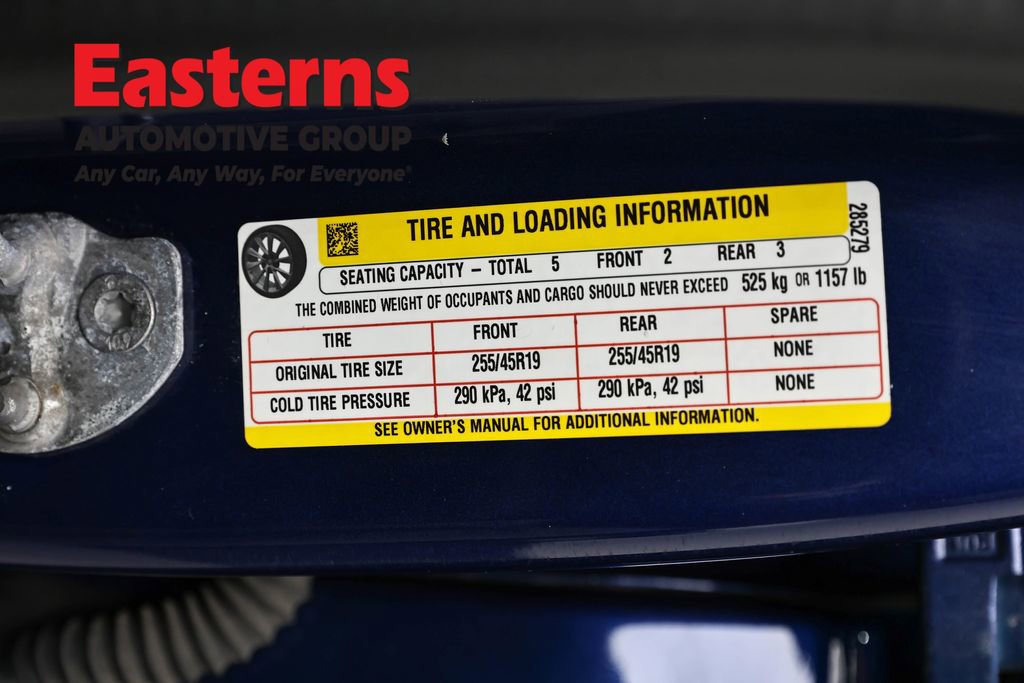 Easterns
AUTOMOTIVE GROUP
Any Car, Any Way, For Everyone®
TIRE AND LOADING INFORMATION
285279
SEATING CAPACITY – TOTAL 5 FRONT 2 REAR 3
THE COMBINED WEIGHT OF OCCUPANTS AND CARGO SHOULD NEVER EXCEED 525 kg OR 1157 lb
TIRE FRONT REAR SPARE
ORIGINAL TIRE SIZE 255/45R19 255/45R19 NONE
COLD TIRE PRESSURE 290 kPa, 42 psi 290 kPa, 42 psi NONE
SEE OWNER'S MANUAL FOR ADDITIONAL INFORMATION.